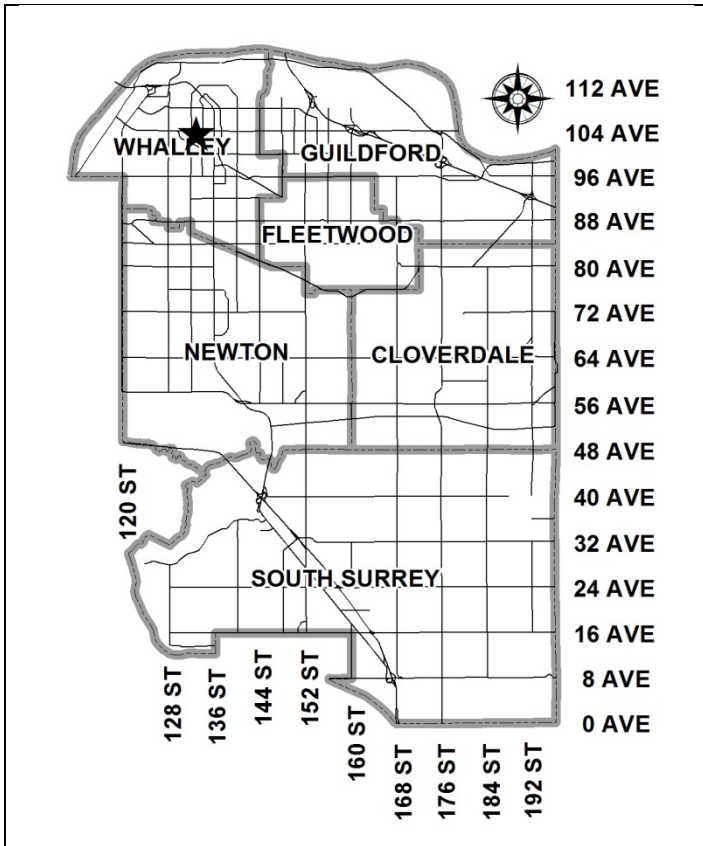 112 AVE
104 AVE
WHALLEY
GUILDFORD
96 AVE
88 AVE
FLEETWOOD
80 AVE
72 AVE
NEWTON
CLOVERDALE
64 AVE
56 AVE
48 AVE
120 ST
40 AVE
32 AVE
SOUTH SURREY
24 AVE
16 AVE
8 AVE
0 AVE
128 ST
136 ST
144 ST
152 ST
160 ST
168 ST
176 ST
184 ST
192 ST